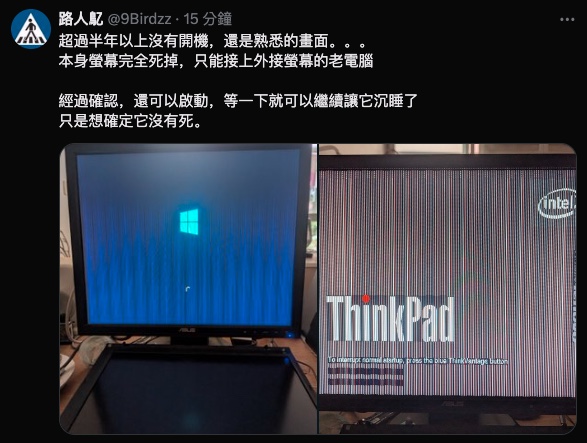 路人鴕 @9Birdzz · 15 分鐘
超過半年以上沒有開機，還是熟悉的畫面。。。
本身螢幕完全死掉，只能接上外接螢幕的老電腦
經過確認，還可以啟動，等一下就可以繼續讓它沉睡了
只是想確定它沒有死。
ASUS
intel
ThinkPad
To interrupt normal startup, press the blue ThinkVantage button
ASUS